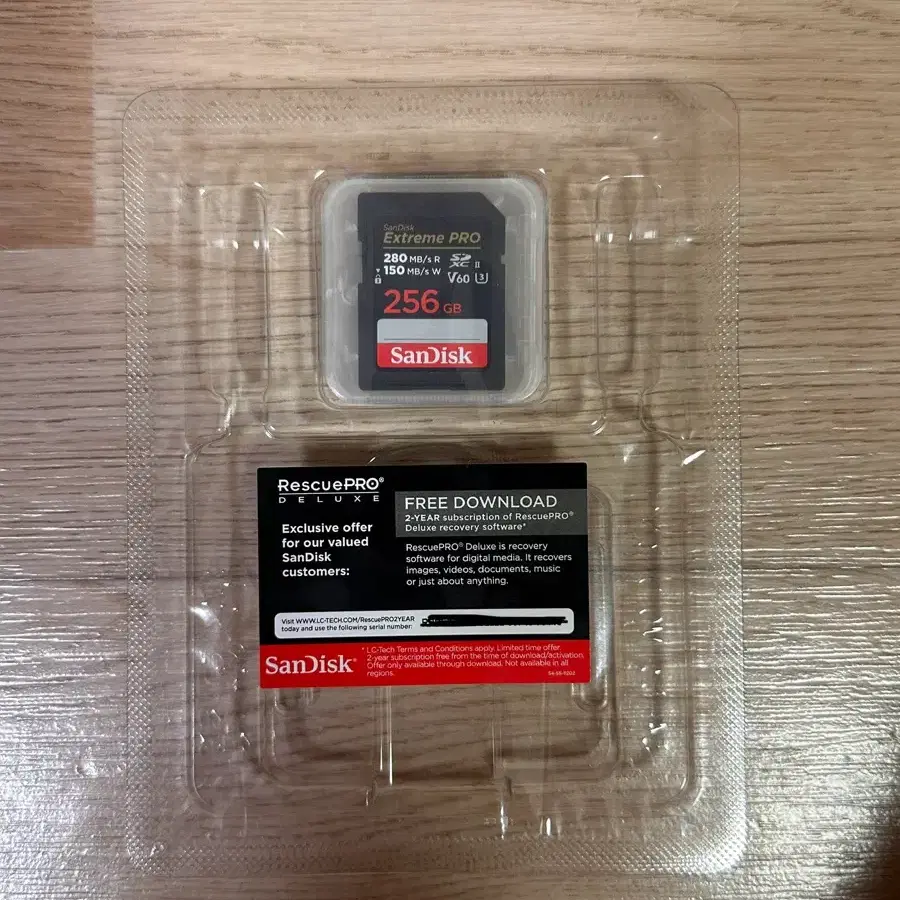 SanDisk
Extreme PRO
280 MB/s R
150 MB/s W
SD XC II
V60 U3
256 GB
SanDisk
RescuePRO®
DELUXE
Exclusive offer
for our valued
SanDisk
customers:
FREE DOWNLOAD
2-YEAR subscription of RescuePRO®
Deluxe recovery software*
RescuePRO® Deluxe is recovery
software for digital media. It recovers
images, videos, documents, music
or just about anything.
Visit WWW.LC-TECH.COM/RescuePRO2YEAR
today and use the following serial number:
SanDisk®
* LC-Tech Terms and Conditions apply. Limited time offer.
2-year subscription free from the time of download/activation.
Offer only available through download. Not available in all
regions.